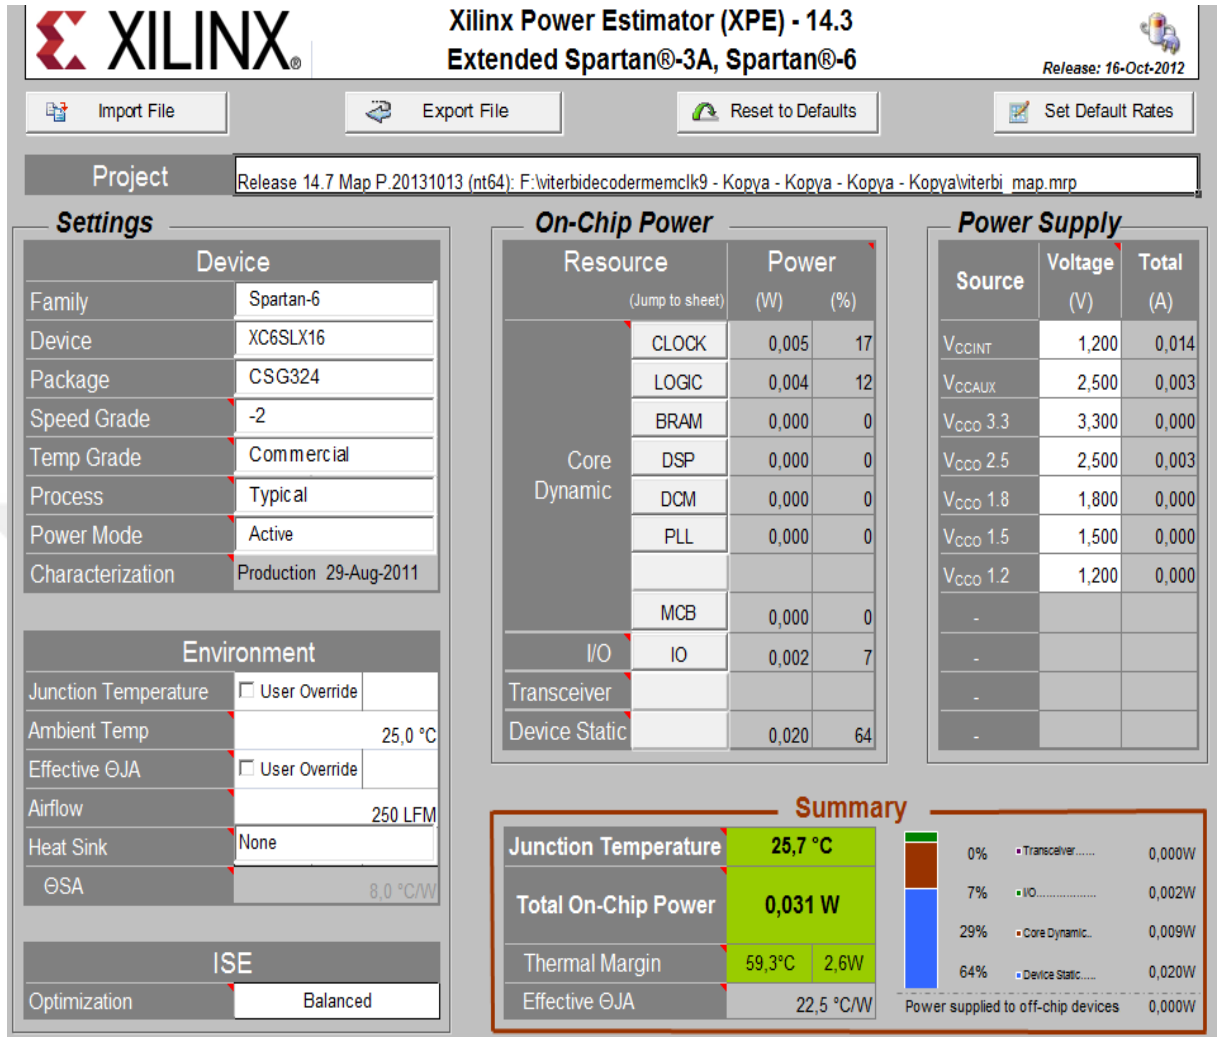 XILINX®
Xilinx Power Estimator (XPE) - 14.3
Extended Spartan®-3A, Spartan®-6
Release: 16-Oct-2012
Import File
Export File
Reset to Defaults
Set Default Rates
Project
Release 14.7 Map P.20131013 (nt64): F:\viterbidecodermemclk9 - Kopya - Kopya - Kopya - Kopya\viterbi_map.mrp
Settings
Device
Family Spartan-6
Device XC6SLX16
Package CSG324
Speed Grade -2
Temp Grade Commercial
Process Typical
Power Mode Active
Characterization Production 29-Aug-2011
Environment
Junction Temperature User Override
Ambient Temp 25,0 °C
Effective ΘJA User Override
Airflow 250 LFM
Heat Sink None
ΘSA 8,0 °C/W
ISE
Optimization Balanced
On-Chip Power
Resource Power
(Jump to sheet) (W) (%)
Core Dynamic
CLOCK 0,005 17
LOGIC 0,004 12
BRAM 0,000 0
DSP 0,000 0
DCM 0,000 0
PLL 0,000 0
MCB 0,000 0
I/O IO 0,002 7
Transceiver
Device Static 0,020 64
Power Supply
Source Voltage Total
(V) (A)
VCCINT 1,200 0,014
VCCAUX 2,500 0,003
VCCO 3.3 3,300 0,000
VCCO 2.5 2,500 0,003
VCCO 1.8 1,800 0,000
VCCO 1.5 1,500 0,000
VCCO 1.2 1,200 0,000
-
-
-
-
Summary
Junction Temperature 25,7 °C
Total On-Chip Power 0,031 W
Thermal Margin 59,3°C 2,6W
Effective ΘJA 22,5 °C/W
0% Transceiver...... 0,000W
7% I/O.................. 0,002W
29% Core Dynamic.. 0,009W
64% Device Static..... 0,020W
Power supplied to off-chip devices 0,000W